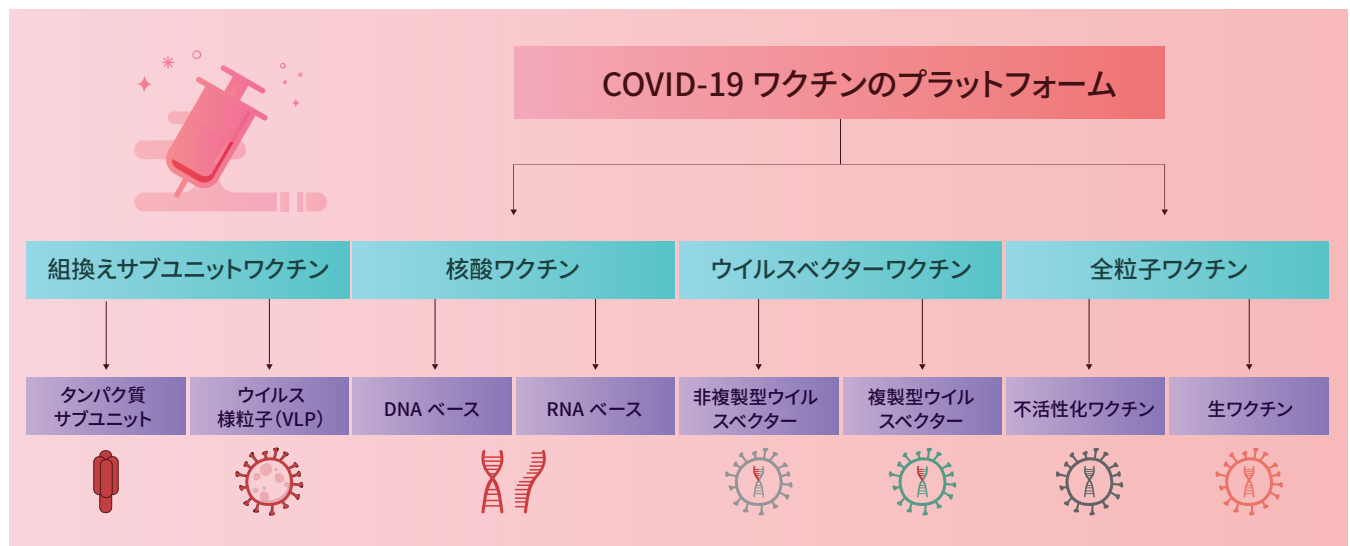 COVID-19 ワクチンのプラットフォーム
組換えサブユニットワクチン
核酸ワクチン
ウイルスベクターワクチン
全粒子ワクチン
タンパク質
サブユニット
ウイルス
様粒子（VLP）
DNA ベース
RNA ベース
非複製型ウイル
スベクター
複製型ウイル
スベクター
不活性化ワクチン
生ワクチン